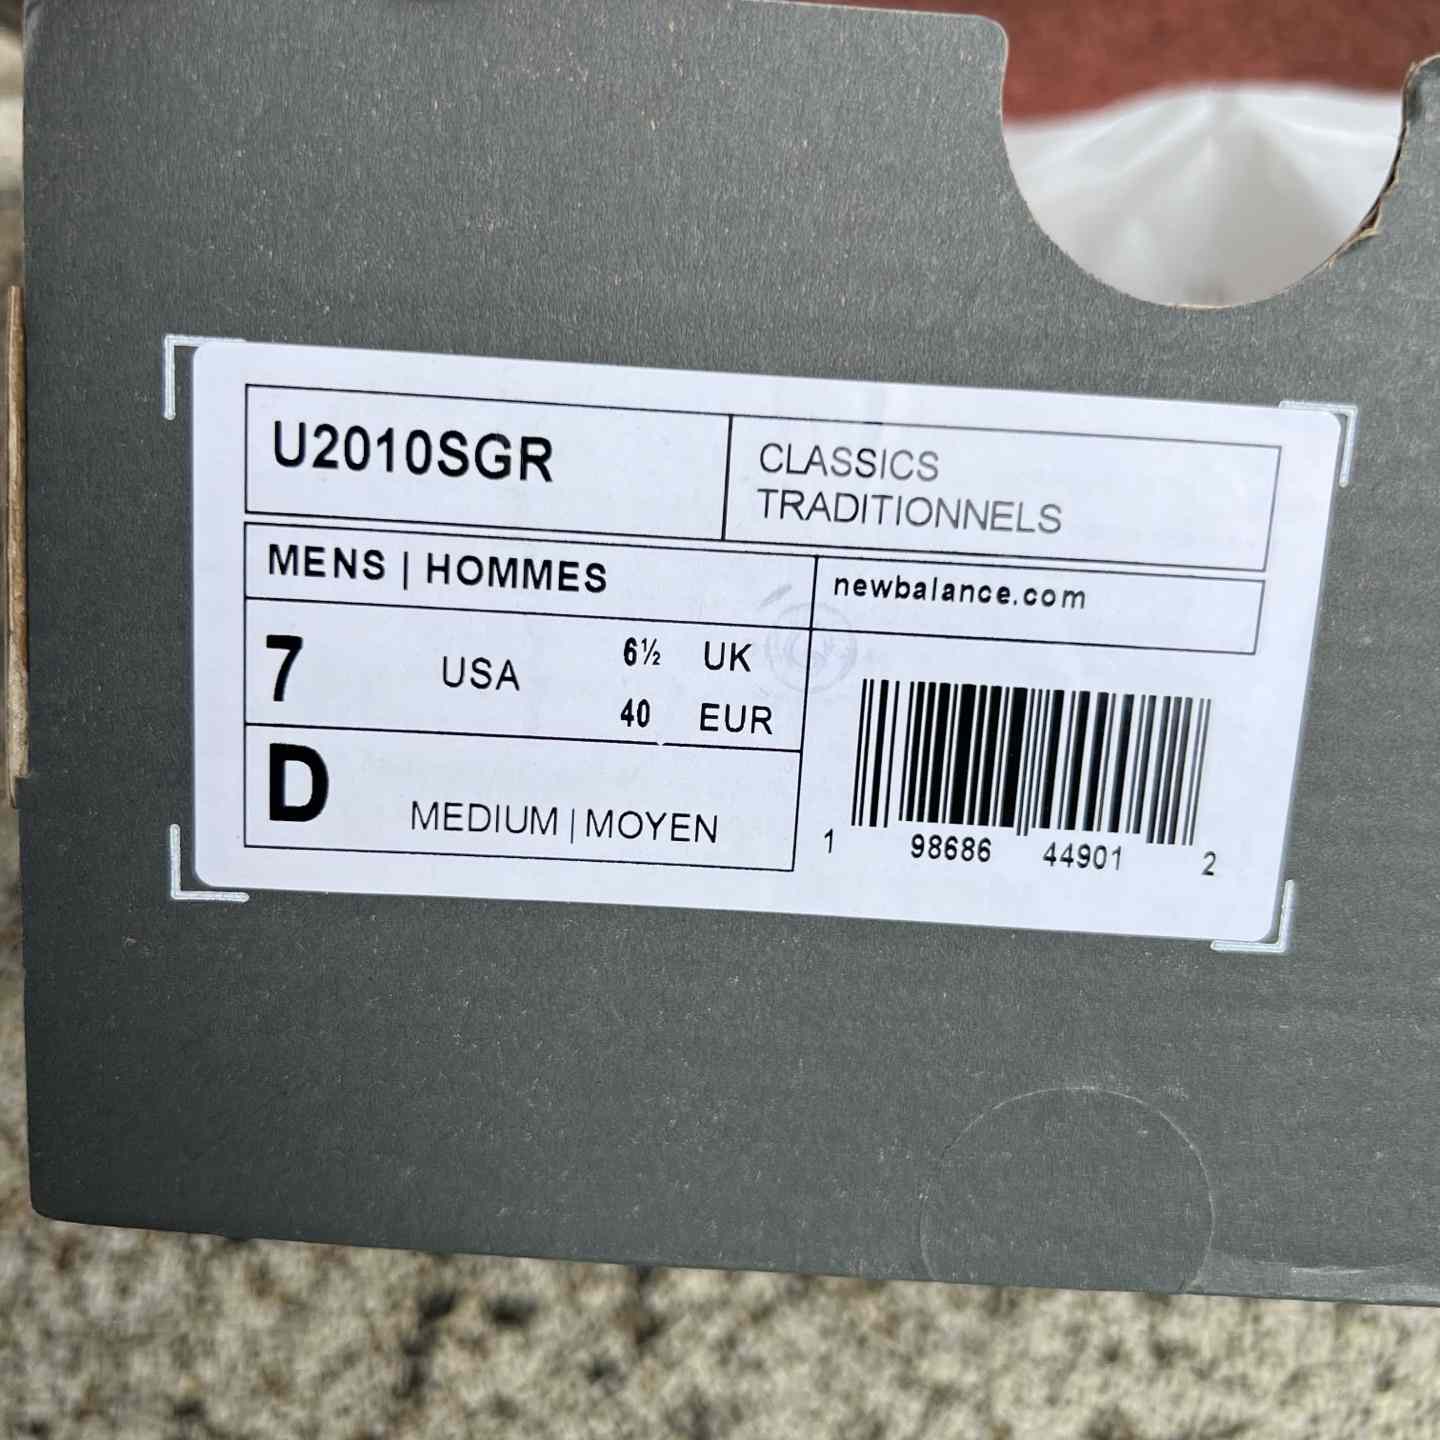 U2010SGR
CLASSICS
TRADITIONNELS
MENS | HOMMES
newbalance.com
7 USA 6½ UK
40 EUR
D MEDIUM | MOYEN
1 98686 44901 2